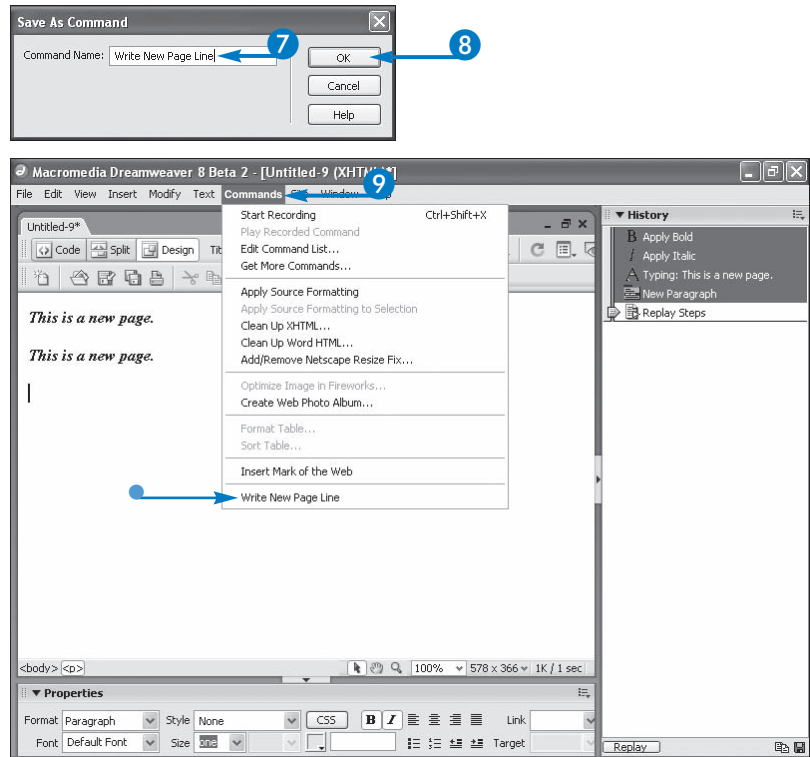 Save As Command
Command Name: Write New Page Line
7
8
OK
Cancel
Help
Macromedia Dreamweaver 8 Beta 2 - [Untitled-9 (XHTML)*]
9
File Edit View Insert Modify Text Commands Window
Untitled-9*
Code Split Design
Start Recording Ctrl+Shift+X
Play Recorded Command
Edit Command List...
Get More Commands...
Apply Source Formatting
Apply Source Formatting to Selection
Clean Up XHTML...
Clean Up Word HTML...
Add/Remove Netscape Resize Fix...
Optimize Image in Fireworks...
Create Web Photo Album...
Format Table...
Sort Table...
Insert Mark of the Web
Write New Page Line
This is a new page.
This is a new page.
History
Apply Bold
Apply Italic
Typing: This is a new page.
New Paragraph
Replay Steps
<body> <p> 100% 578 x 366 1K / 1 sec
Properties
Format Paragraph Style None CSS B I Link
Font Default Font Size one Target
Replay